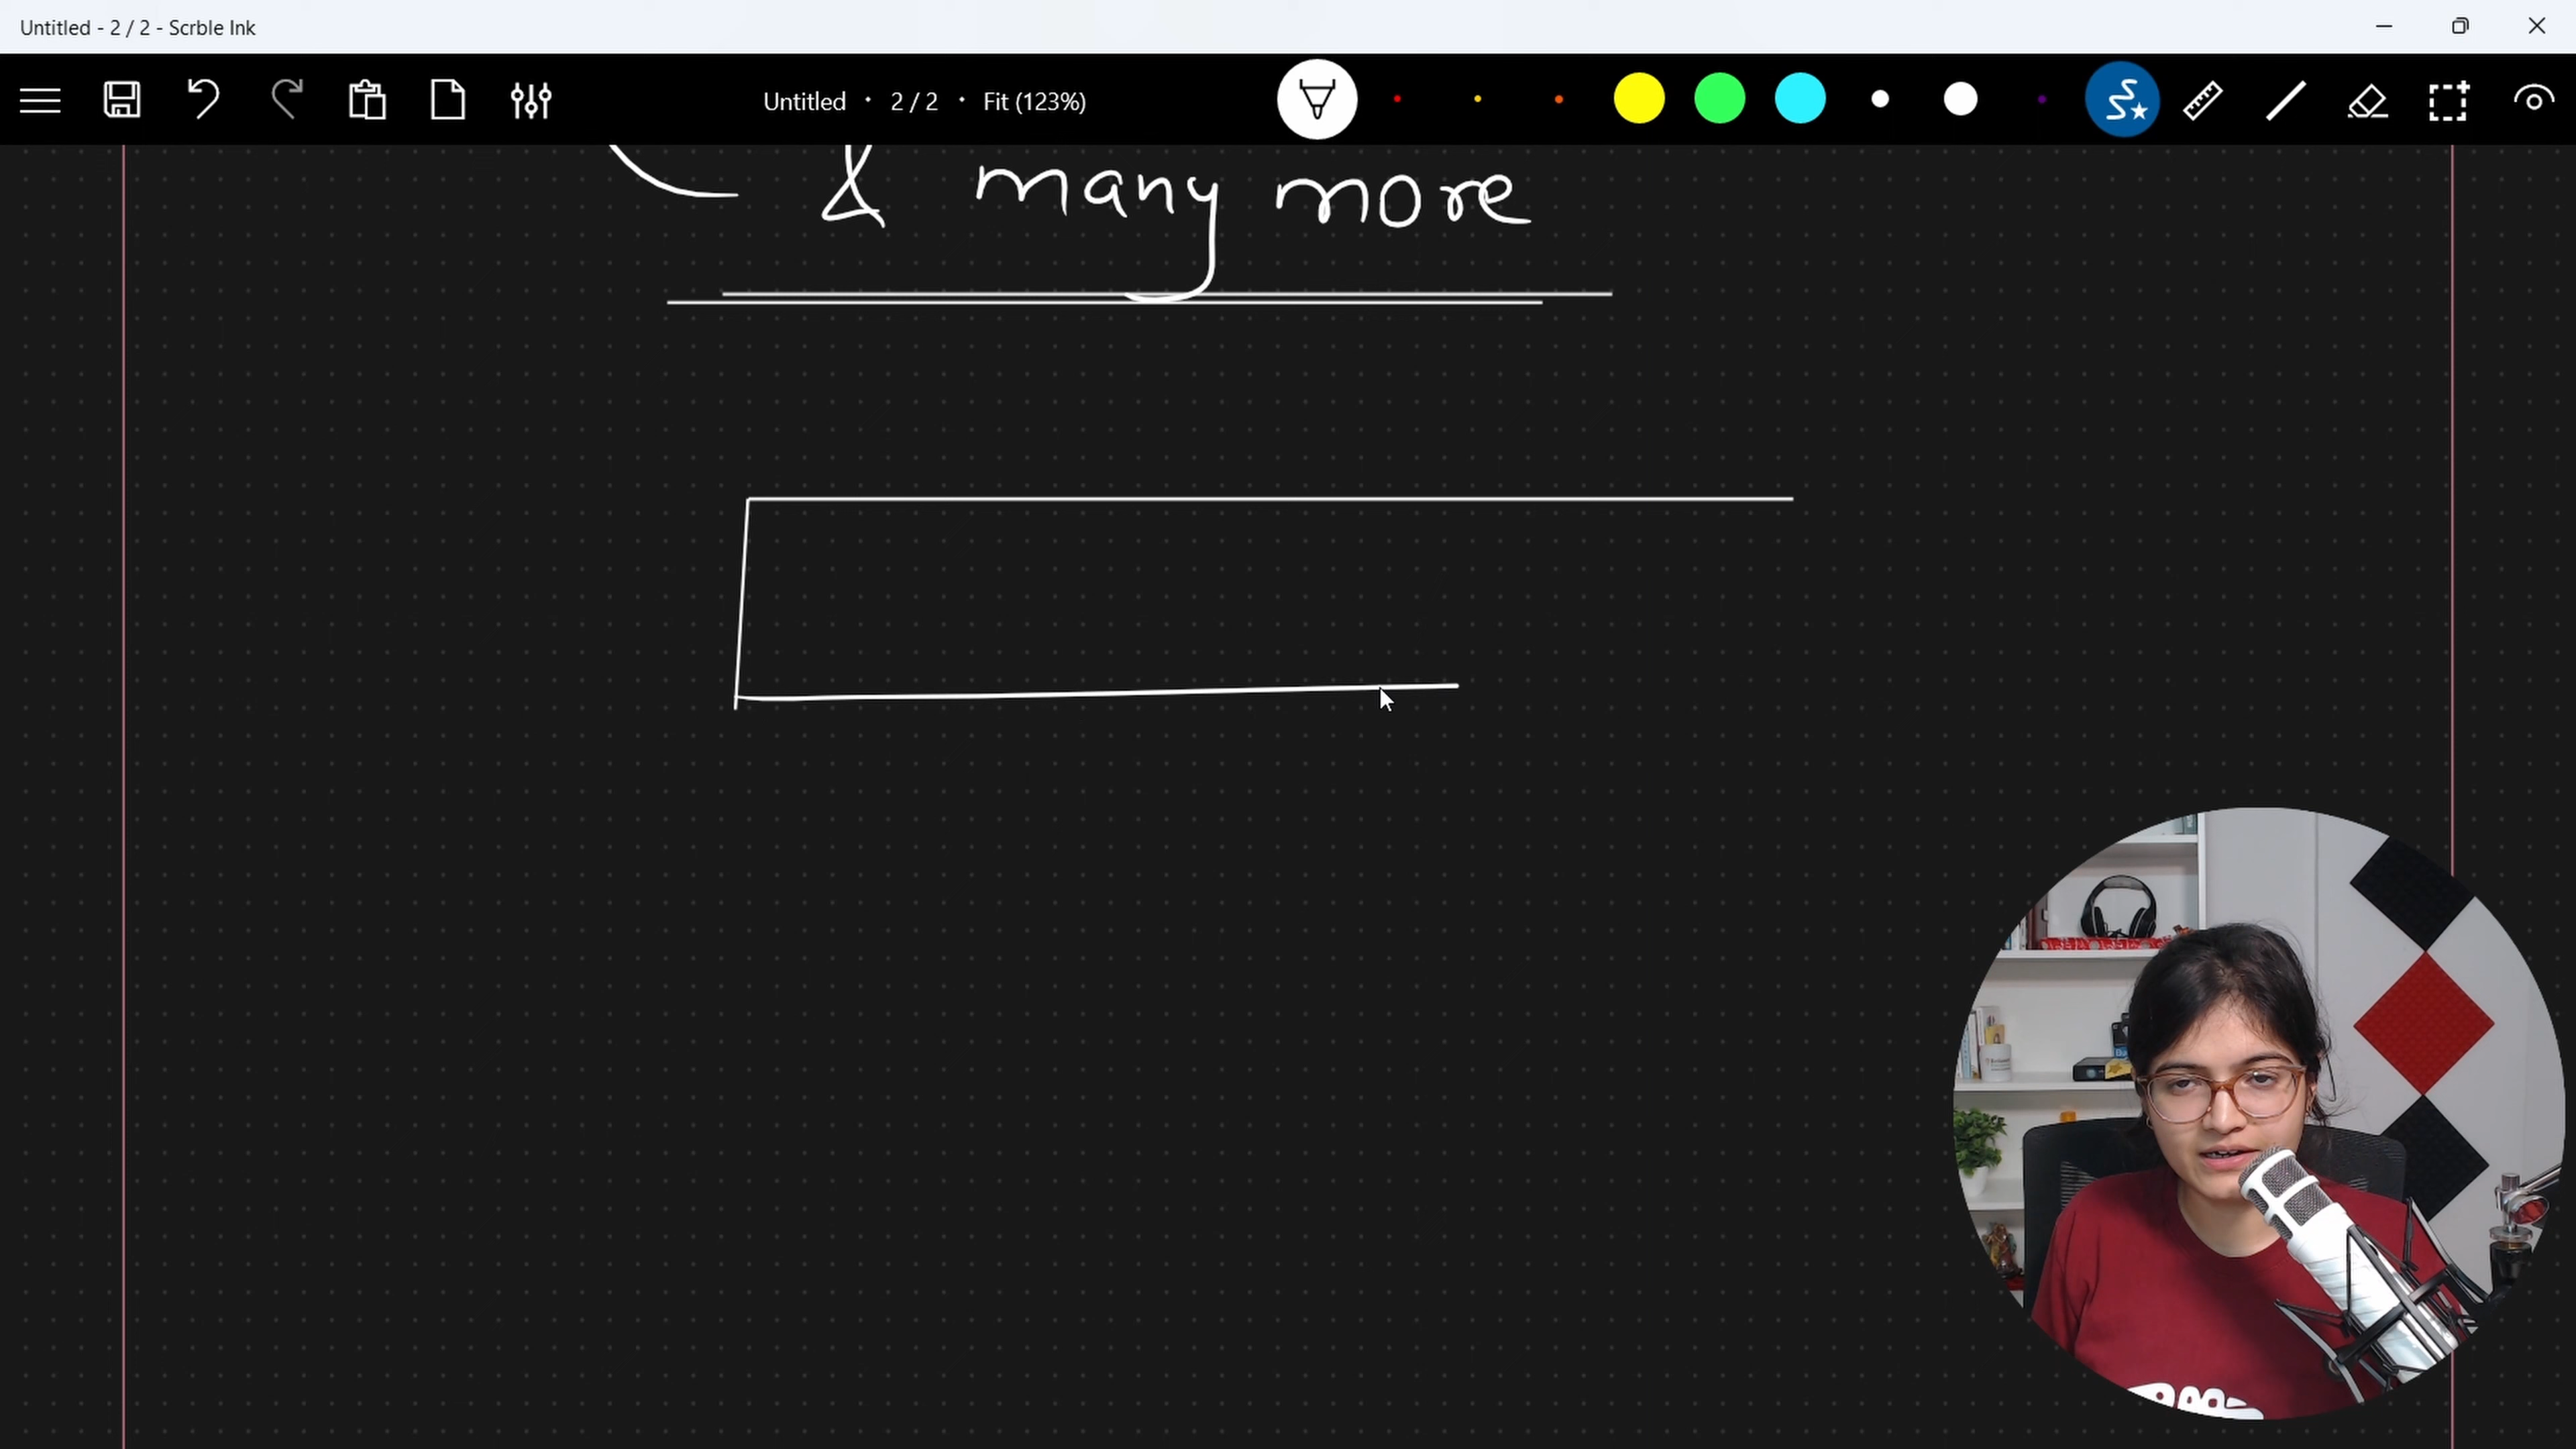 Untitled - 2 / 2 - Scrble Ink
Untitled · 2 / 2 · Fit (123%)
& many more